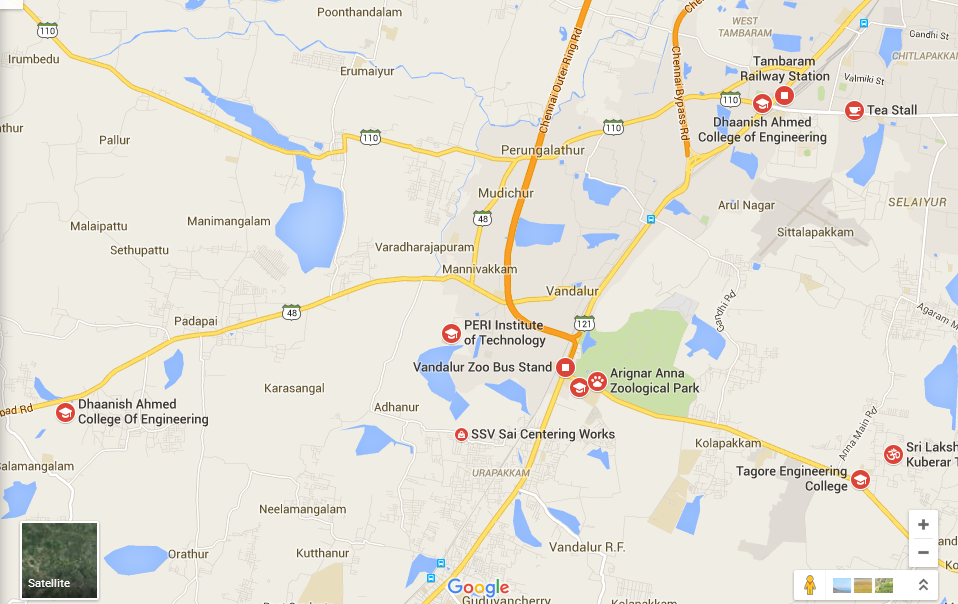 Poonthandalam
110
Irumbedu
Erumaiyur
Chennai Outer Ring Rd
Chennai Bypass Rd
WEST
TAMBARAM
Gandhi St
CHITLAPAKKAM
Tambaram
Railway Station
Valmiki St
110
Tea Stall
Dhaanish Ahmed
College of Engineering
110
110
Pallur
Perungalathur
Mudichur
48
Arul Nagar
SELAIYUR
Manimangalam
Malaipattu
Sethupattu
Sittalapakkam
Varadharajapuram
Mannivakkam
Vandalur
48
Gandhi Rd
Agaram
Padapai
121
PERI Institute
of Technology
Vandalur Zoo Bus Stand
Arignar Anna
Zoological Park
Karasangal
Dhaanish Ahmed
College Of Engineering
Adhanur
Anna Main Rd
SSV Sai Centering Works
Kolapakkam
Sri Laksh
Kuberar T
Salamangalam
URAPAKKAM
Tagore Engineering
College
Neelamangalam
+
Satellite
Orathur
Kutthanur
Vandalur R.F.
−
Google
Guduvancherry